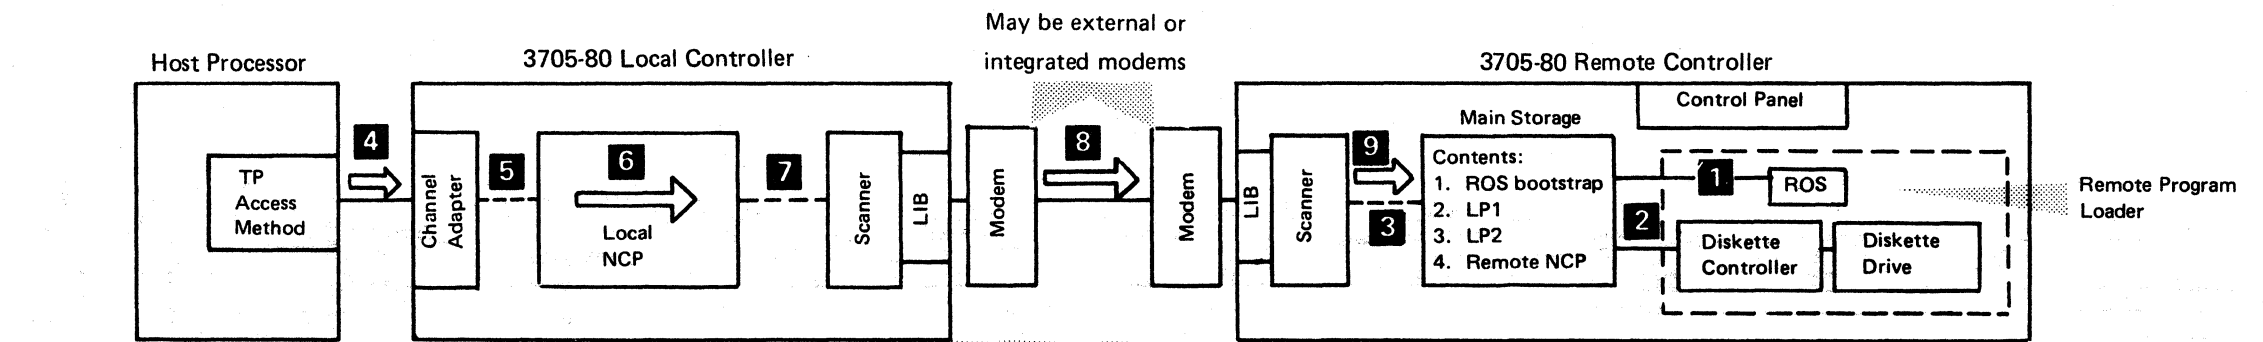 May be external or
integrated modems
Host Processor
3705-80 Local Controller
3705-80 Remote Controller
Control Panel
Main Storage
4
TP
Access
Method
Channel
Adapter
5
6
Local
NCP
7
Scanner
LIB
Modem
8
Modem
LIB
Scanner
9
3
Contents:
1. ROS bootstrap
2. LP1
3. LP2
4. Remote NCP
1
ROS
2
Diskette
Controller
Diskette
Drive
Remote Program
Loader